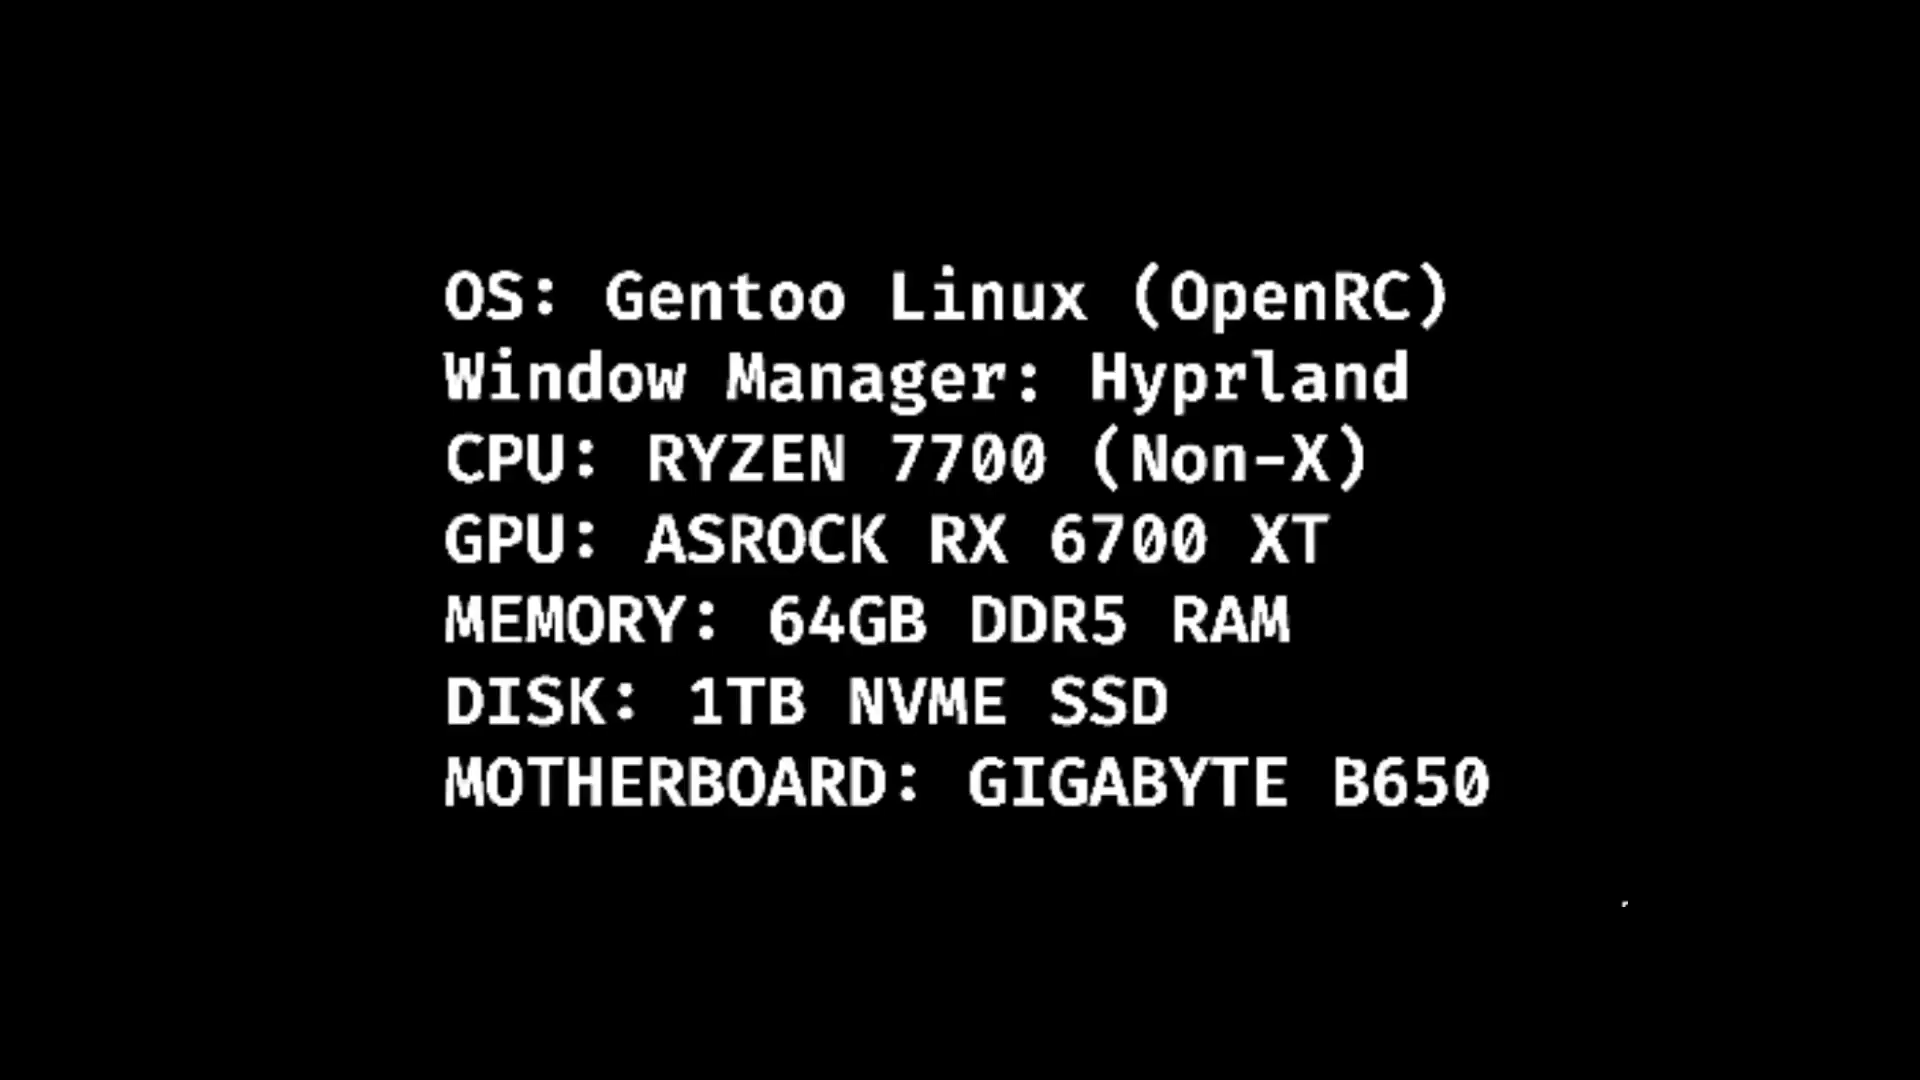 OS: Gentoo Linux (OpenRC)
Window Manager: Hyprland
CPU: RYZEN 7700 (Non-X)
GPU: ASROCK RX 6700 XT
MEMORY: 64GB DDR5 RAM
DISK: 1TB NVME SSD
MOTHERBOARD: GIGABYTE B650